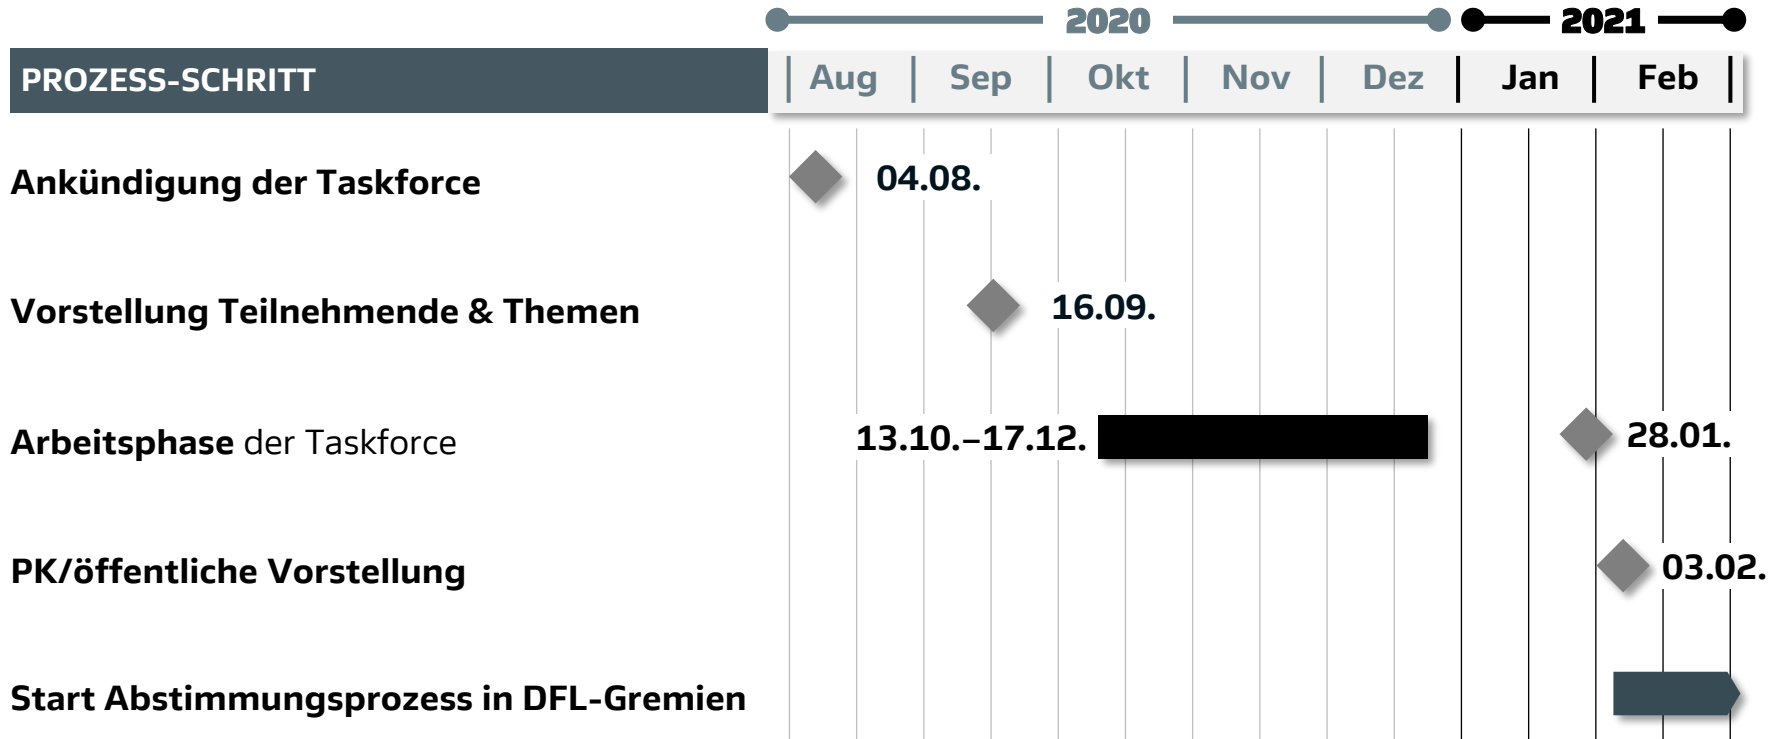 2020 2021
PROZESS-SCHRITT Aug Sep Okt Nov Dez Jan Feb
Ankündigung der Taskforce 04.08.
Vorstellung Teilnehmende & Themen 16.09.
Arbeitsphase der Taskforce 13.10.–17.12. 28.01.
PK/öffentliche Vorstellung 03.02.
Start Abstimmungsprozess in DFL-Gremien